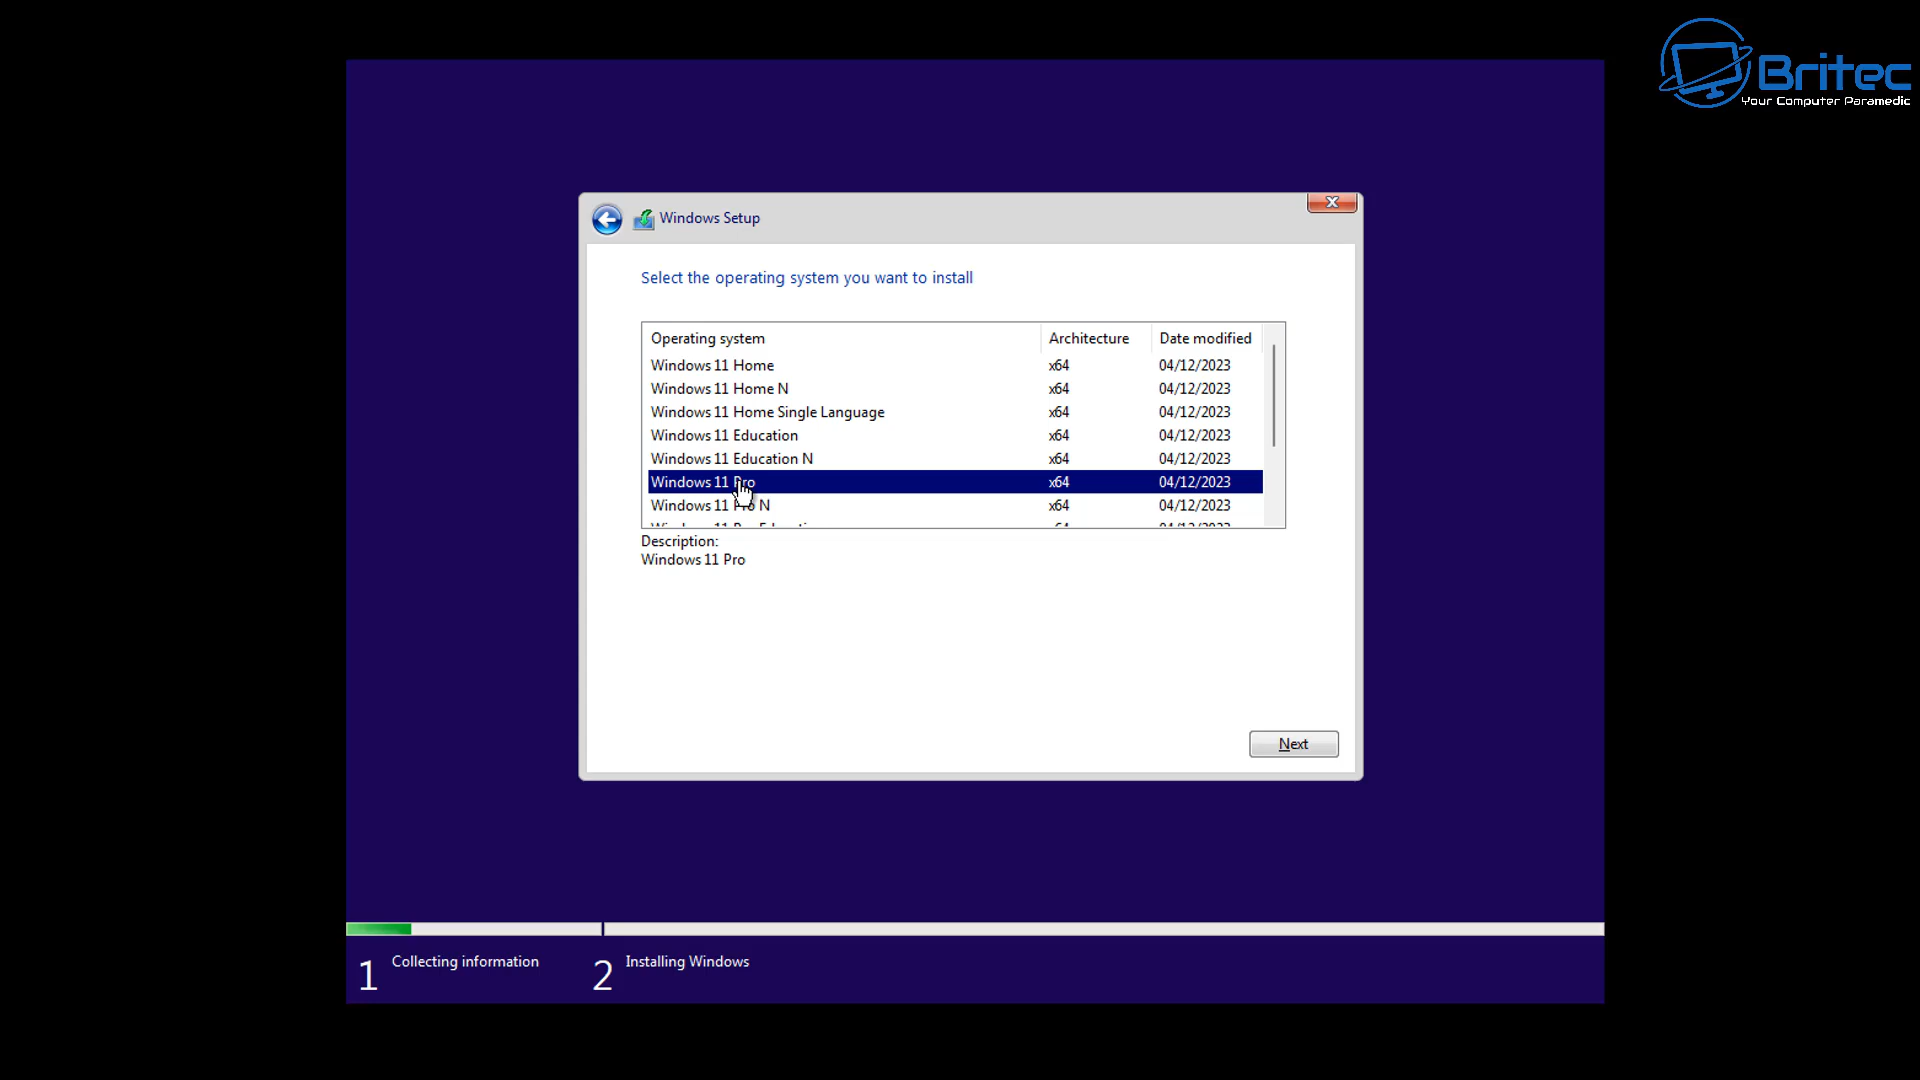 Britec
Your Computer Paramedic
Windows Setup
X
Select the operating system you want to install
Operating system Architecture Date modified
Windows 11 Home x64 04/12/2023
Windows 11 Home N x64 04/12/2023
Windows 11 Home Single Language x64 04/12/2023
Windows 11 Education x64 04/12/2023
Windows 11 Education N x64 04/12/2023
Windows 11 Pro x64 04/12/2023
Windows 11 Pro N x64 04/12/2023
Description:
Windows 11 Pro
Next
1 Collecting information 2 Installing Windows